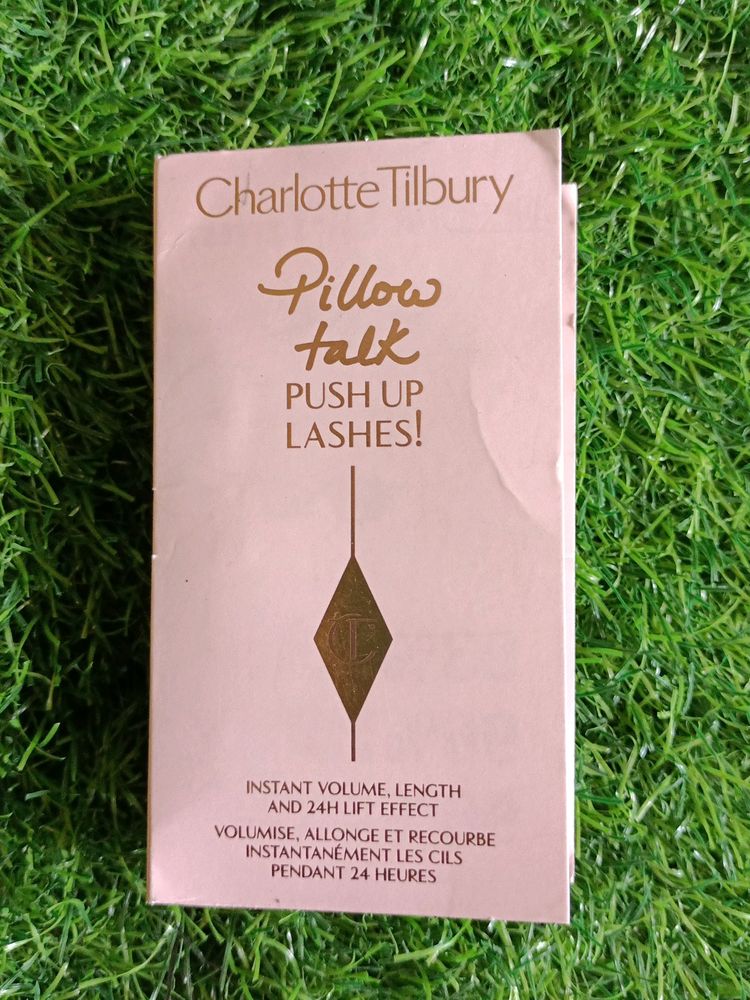 Charlotte Tilbury
Pillow
talk
PUSH UP
LASHES!
CT
INSTANT VOLUME, LENGTH
AND 24H LIFT EFFECT
VOLUMISE, ALLONGE ET RECOURBE
INSTANTANÉMENT LES CILS
PENDANT 24 HEURES